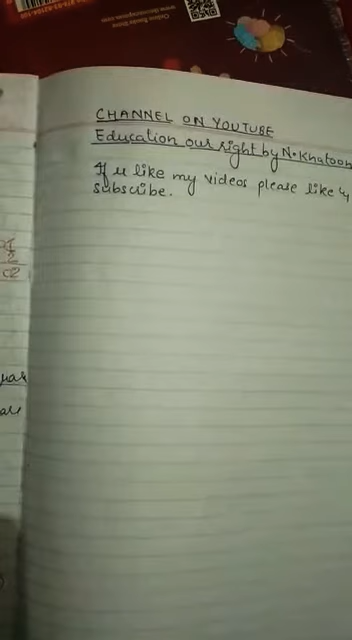 CHANNEL ON YOUTUBE
Education our right by N. Khatoon
If u like my videos please like &
subscribe.